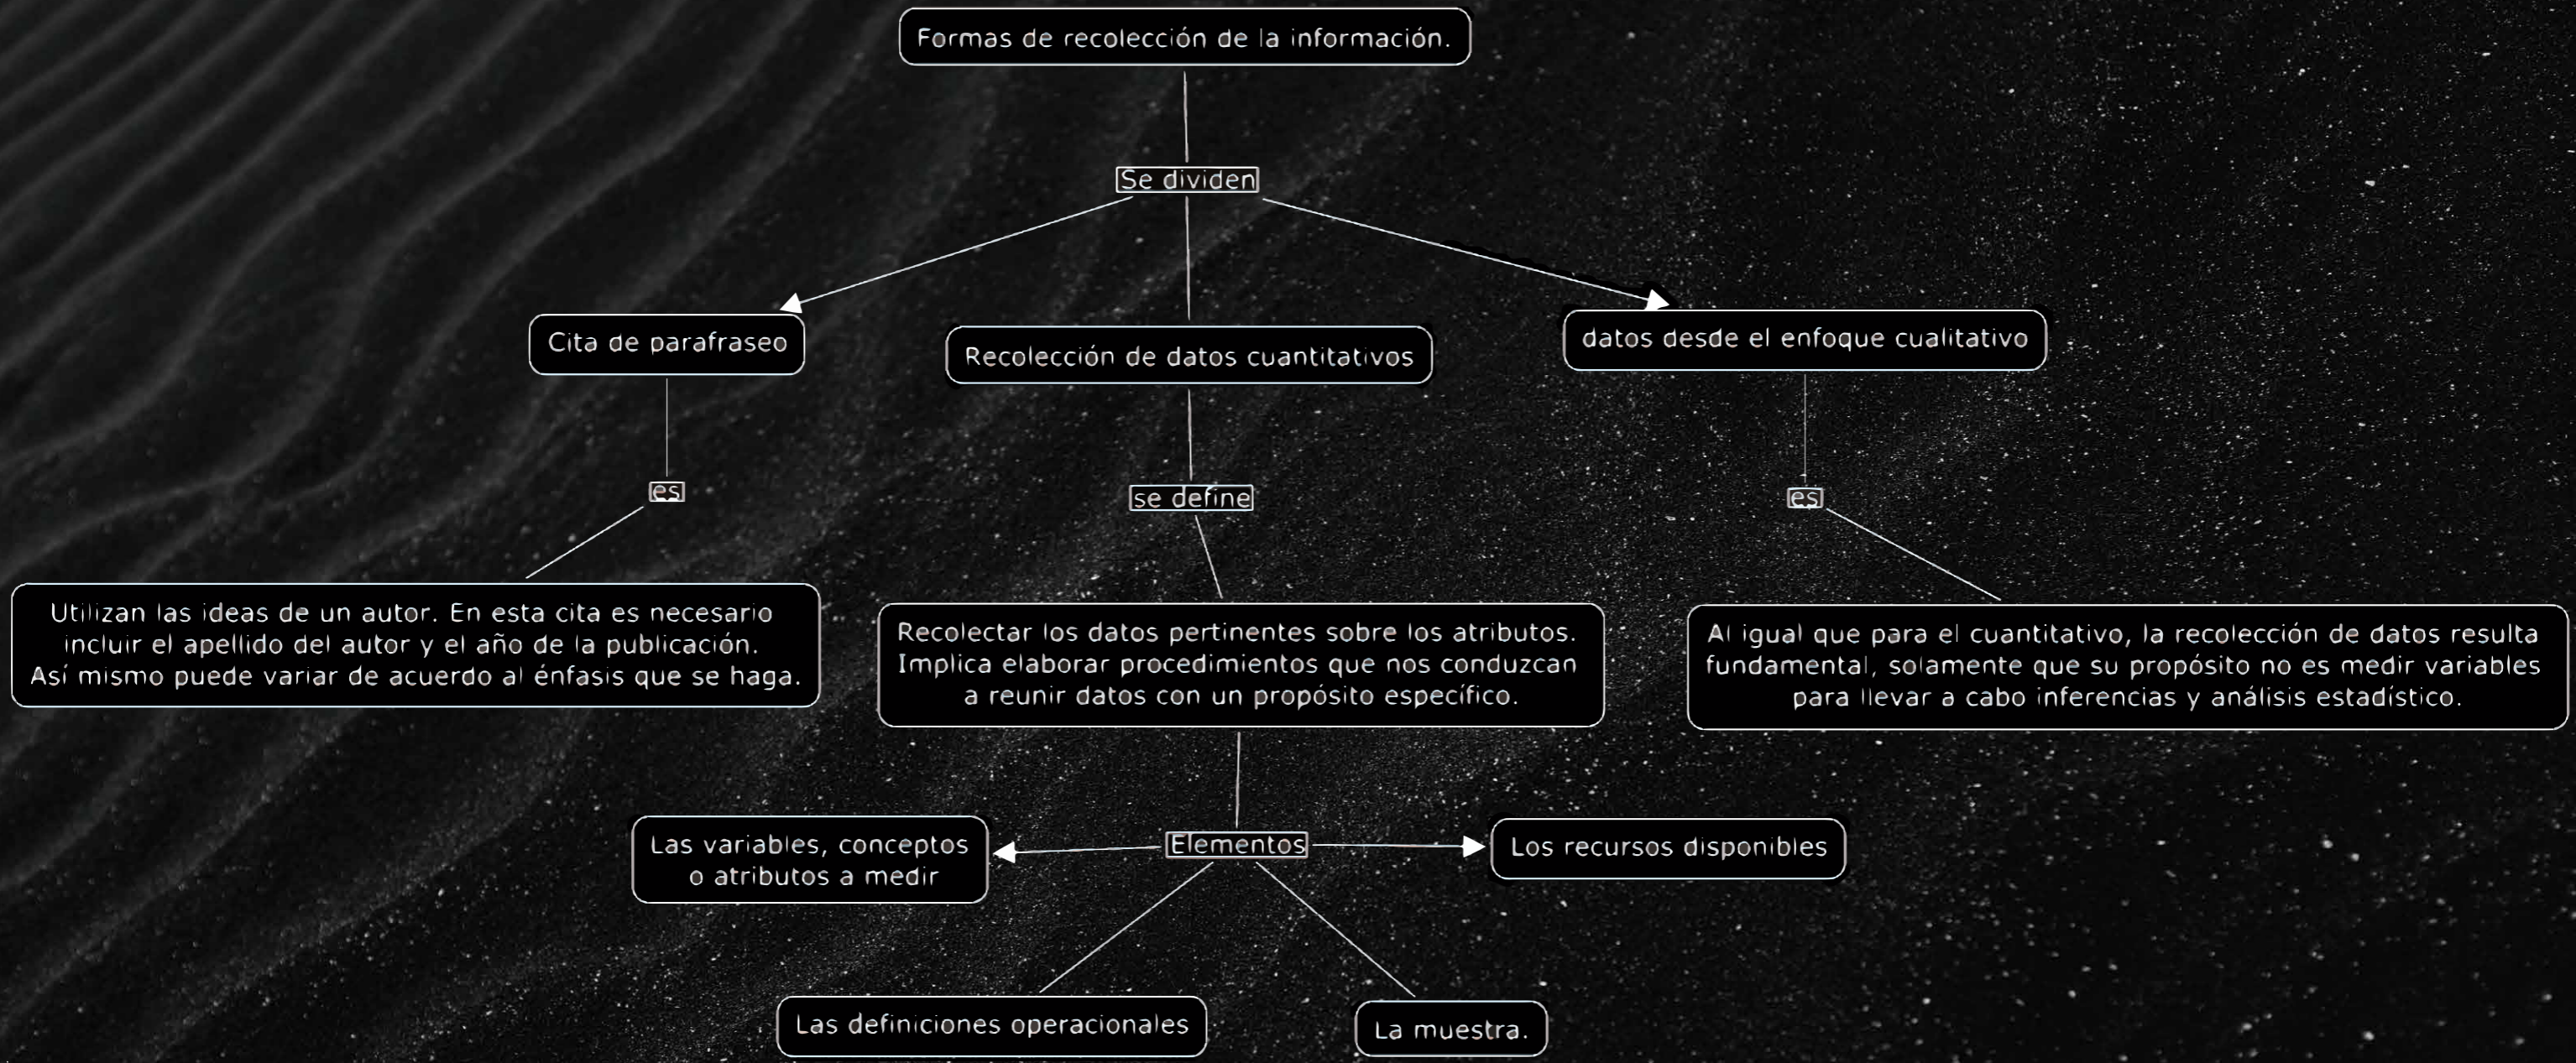 Formas de recolección de la información.
Se dividen
Cita de parafraseo
Recolección de datos cuantitativos
datos desde el enfoque cualitativo
es
se define
es
Utilizan las ideas de un autor. En esta cita es necesario
incluir el apellido del autor y el año de la publicación.
Así mismo puede variar de acuerdo al énfasis que se haga.
Recolectar los datos pertinentes sobre los atributos.
Implica elaborar procedimientos que nos conduzcan
a reunir datos con un propósito específico.
Al igual que para el cuantitativo, la recolección de datos resulta
fundamental, solamente que su propósito no es medir variables
para llevar a cabo inferencias y análisis estadístico.
Las variables, conceptos
o atributos a medir
Elementos
Los recursos disponibles
Las definiciones operacionales
La muestra.